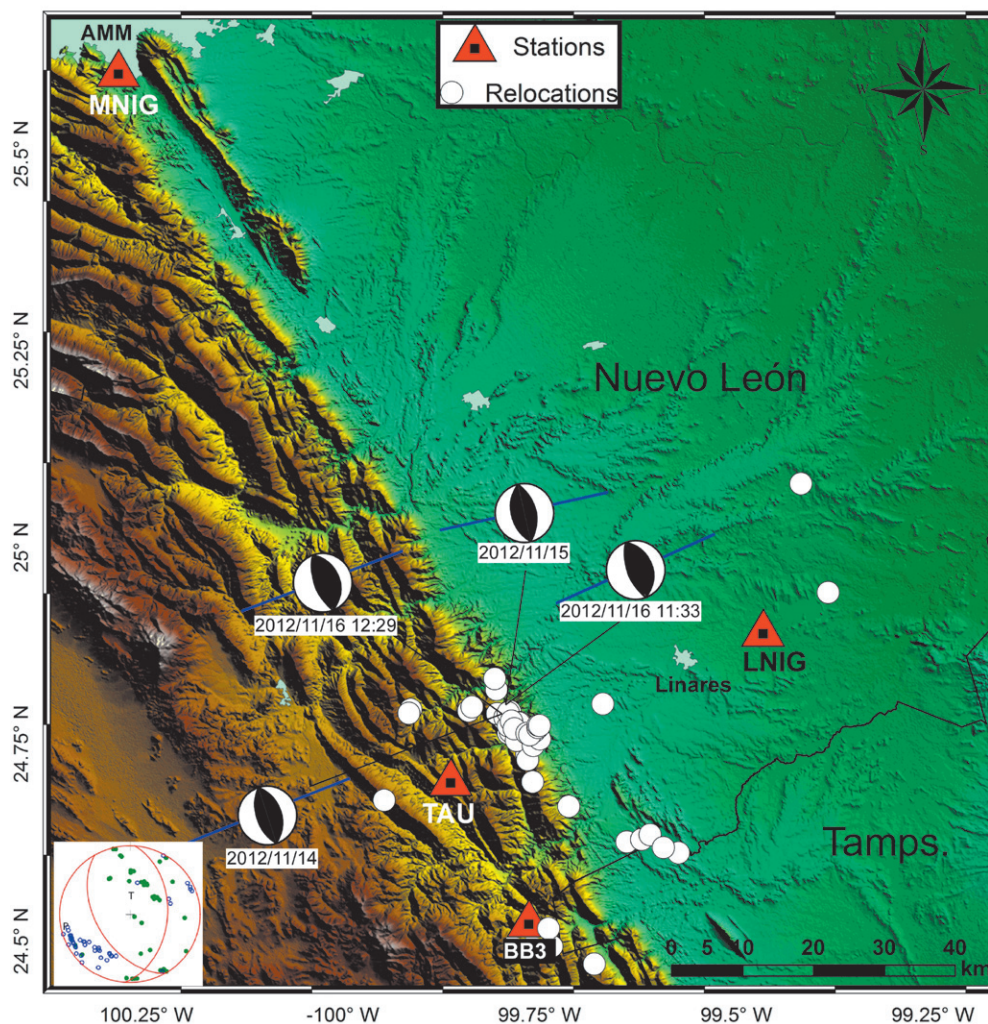 AMM
MNIG
Stations
Relocations
N
W
E
S
25.5° N
25.25° N
25° N
24.75° N
24.5° N
Nuevo León
2012/11/15
2012/11/16 12:29
2012/11/16 11:33
LNIG
Linares
TAU
2012/11/14
Tamps.
T
BB3
0 5 10 20 30 40
km
100.25° W -100° W 99.75° W 99.5° W 99.25° W